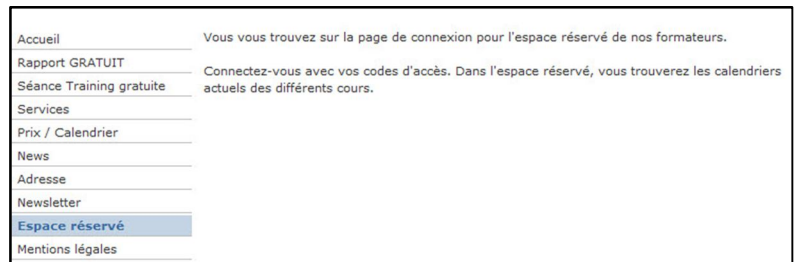 Accueil
Rapport GRATUIT
Séance Training gratuite
Services
Prix / Calendrier
News
Adresse
Newsletter
Espace réservé
Mentions légales
Vous vous trouvez sur la page de connexion pour l'espace réservé de nos formateurs.
Connectez-vous avec vos codes d'accès. Dans l'espace réservé, vous trouverez les calendriers
actuels des différents cours.